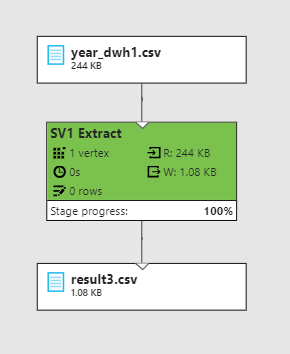 year_dwh1.csv
244 KB
SV1 Extract
1 vertex R: 244 KB
0s W: 1.08 KB
0 rows
Stage progress: 100%
result3.csv
1.08 KB